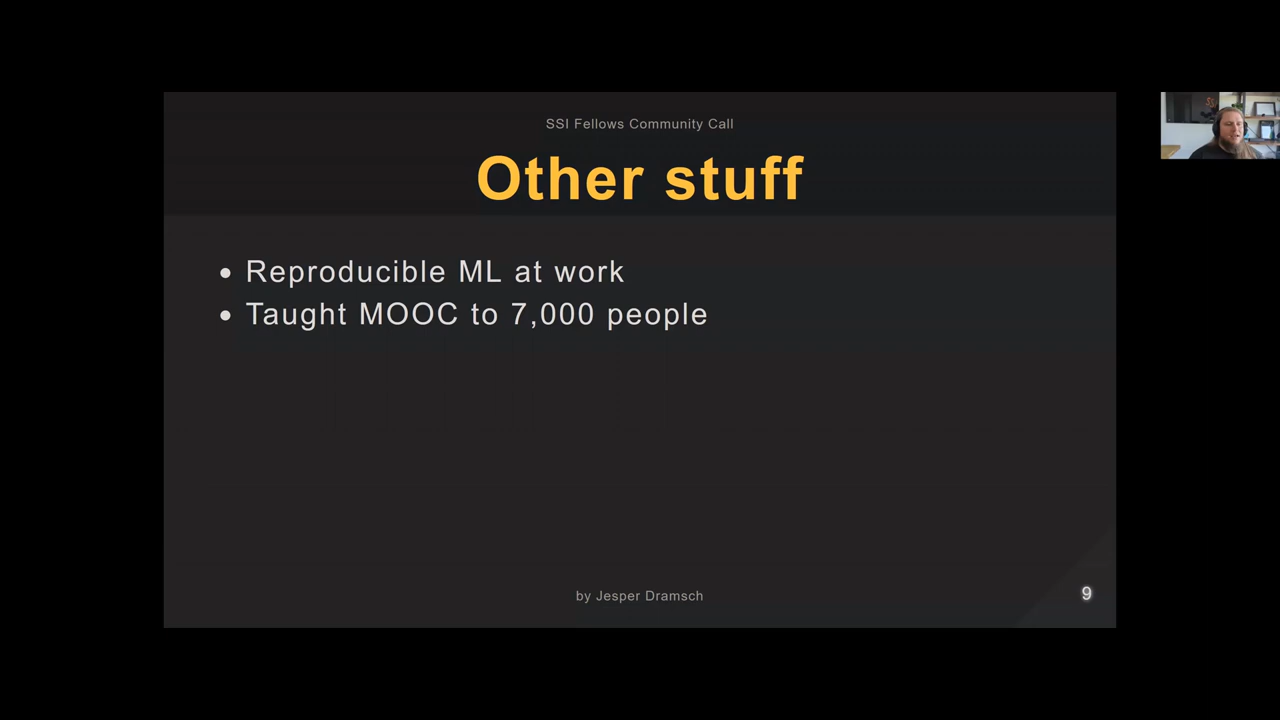 SSI Fellows Community Call
Other stuff
• Reproducible ML at work
• Taught MOOC to 7,000 people
by Jesper Dramsch
9